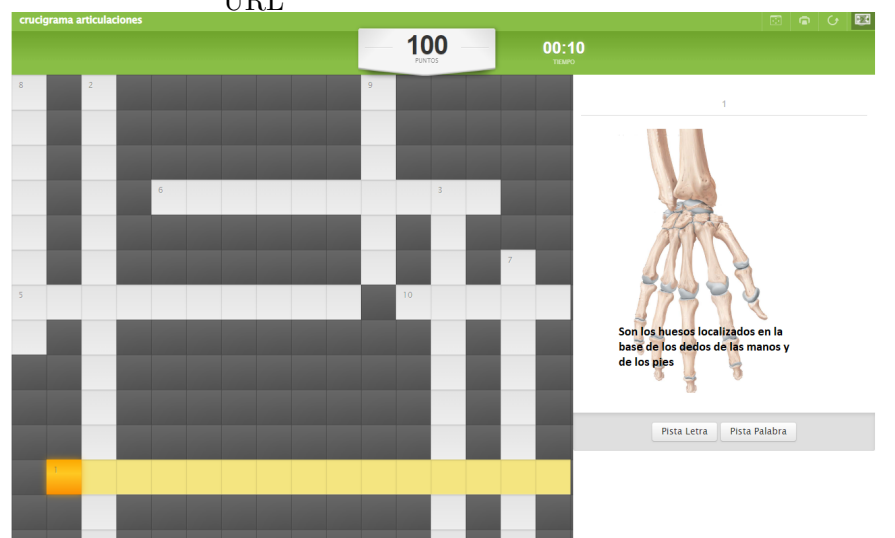 URL
crucigrama articulaciones
100
PUNTOS
00:10
TIEMPO
8
2
9
6
3
7
5
10
1
1
Son los huesos localizados en la
base de los dedos de las manos y
de los pies
Pista Letra
Pista Palabra